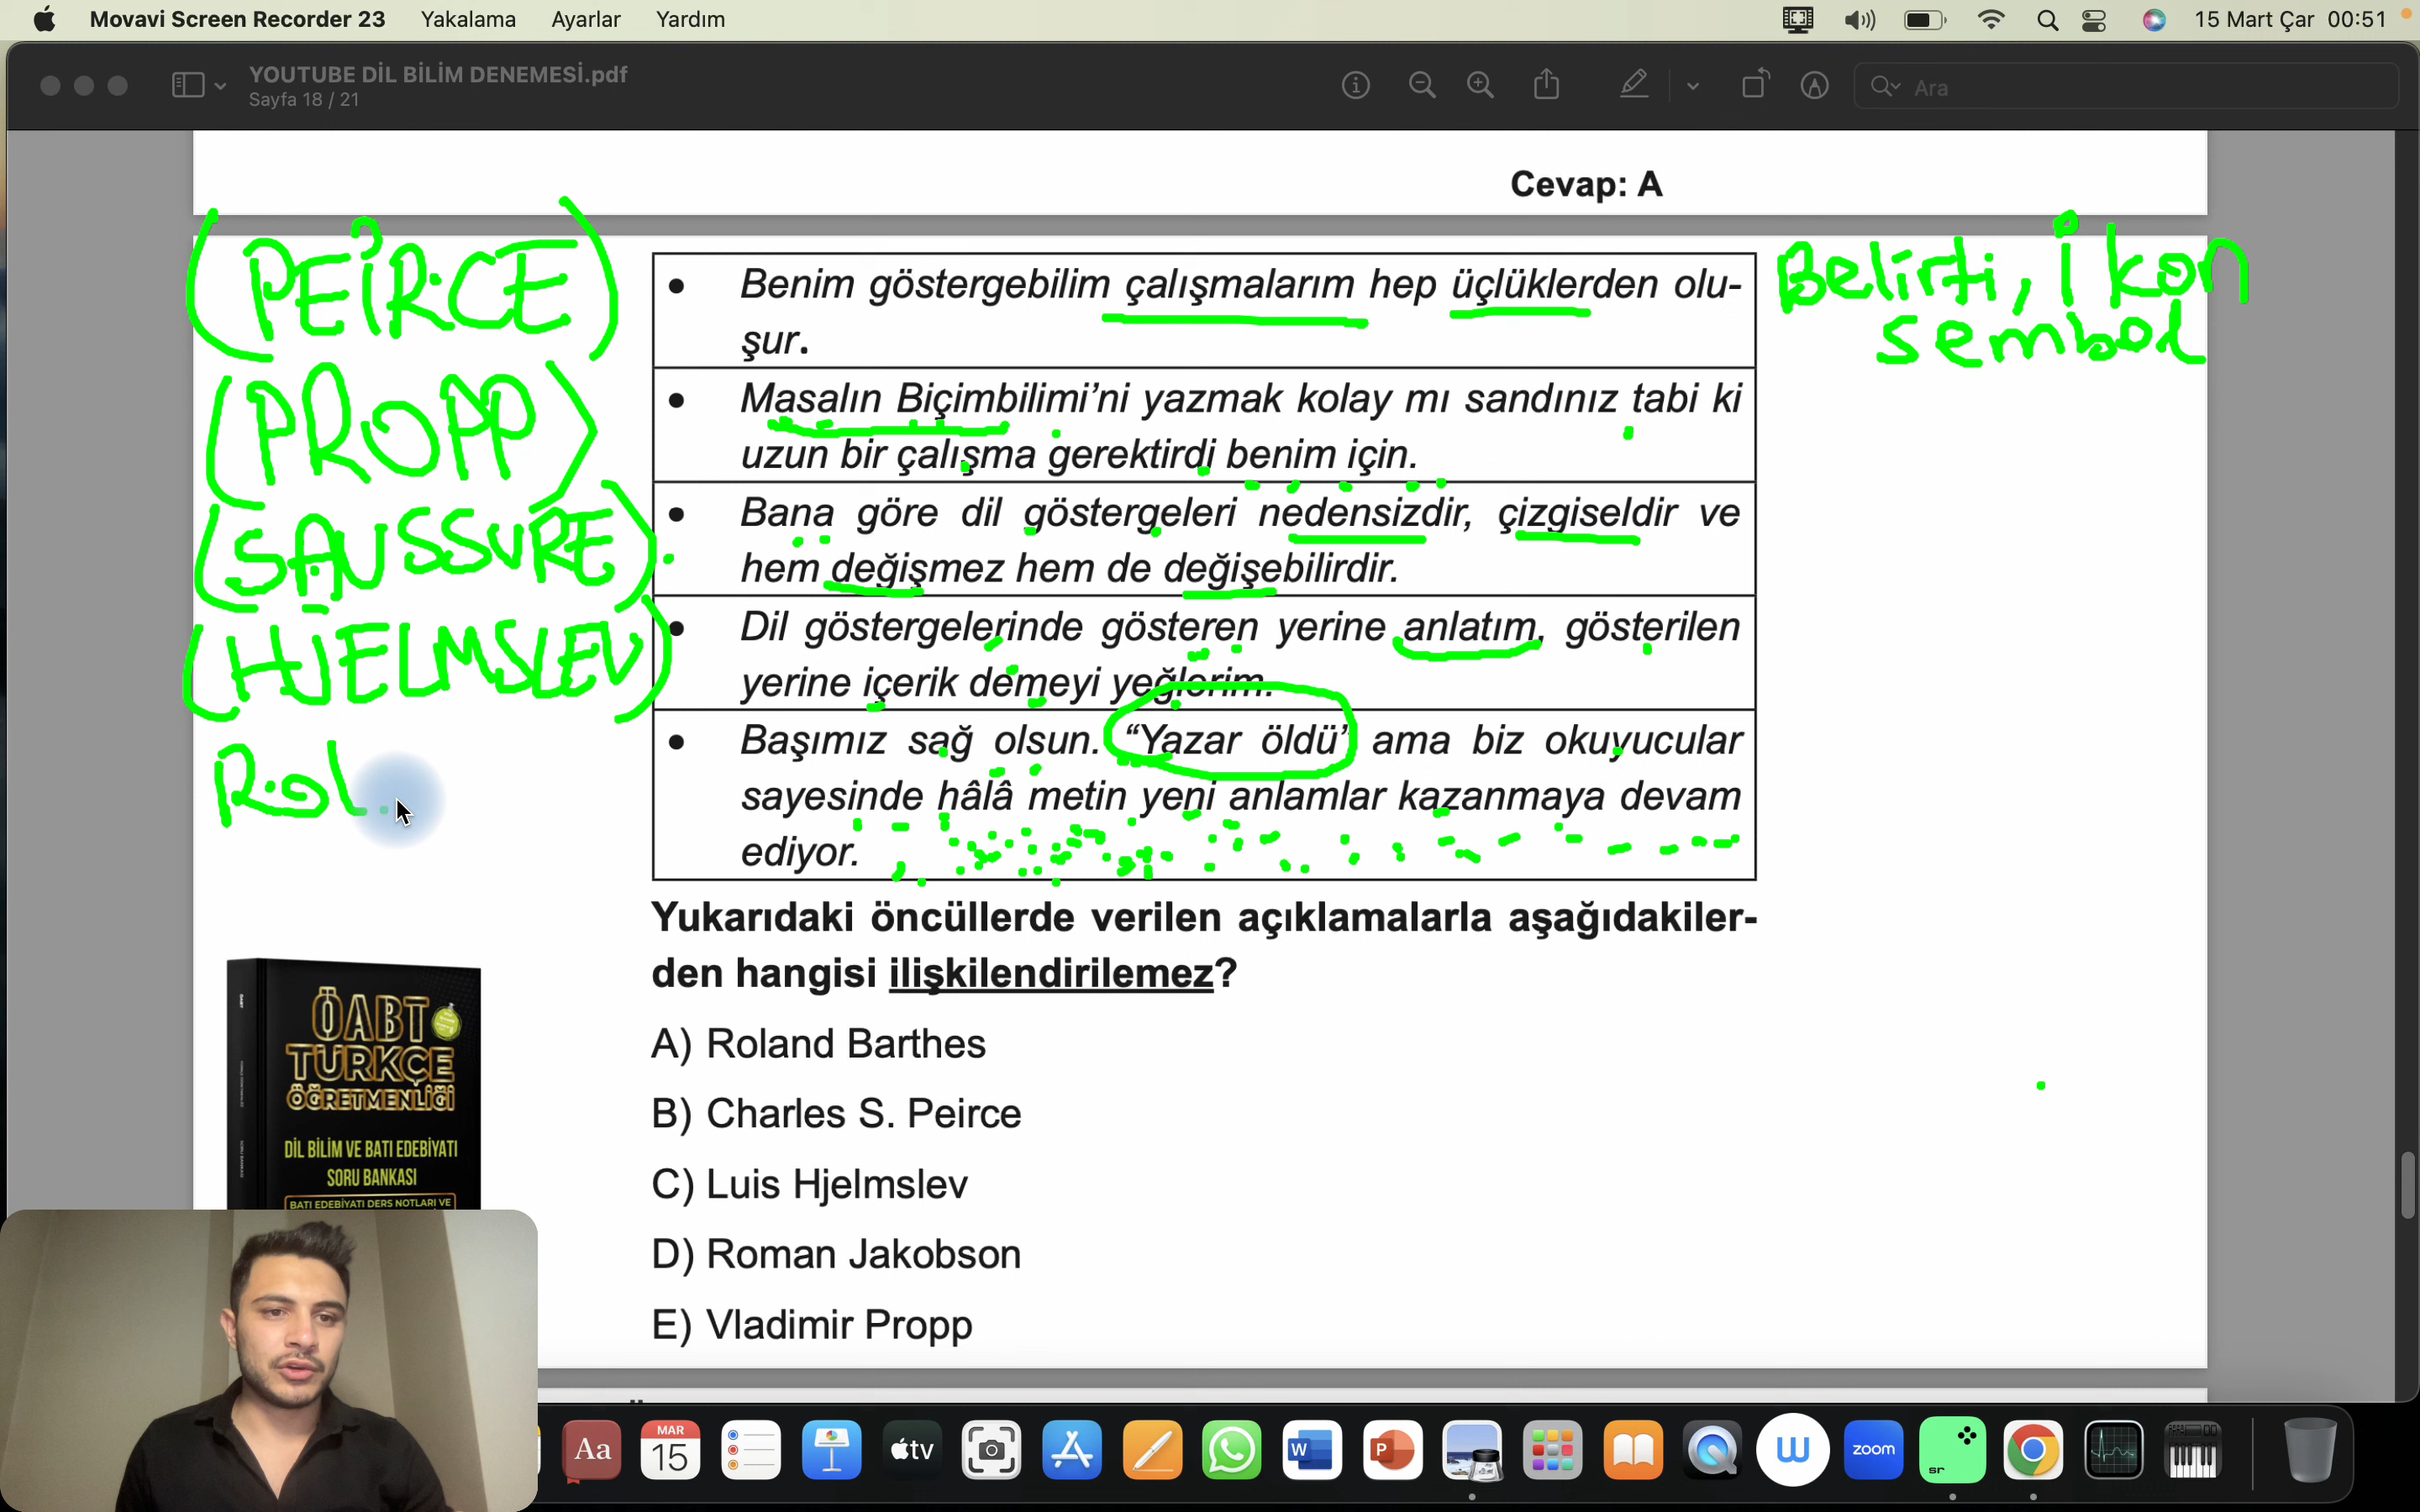 Movavi Screen Recorder 23 Yakalama Ayarlar Yardım 15 Mart Çar 00:51
YOUTUBE DİL BİLİM DENEMESİ.pdf
Sayfa 18 / 21
Ara
Cevap: A
(PEİRCE)
(PROPP)
(SAUSSURE)
(HJELMSLEV)
Rol
• Benim göstergebilim çalışmalarım hep üçlüklerden olu-
şur.
• Masalın Biçimbilimi’ni yazmak kolay mı sandınız tabi ki
uzun bir çalışma gerektirdi benim için.
• Bana göre dil göstergeleri nedensizdir, çizgiseldir ve
hem değişmez hem de değişebilirdir.
• Dil göstergelerinde gösteren yerine anlatım, gösterilen
yerine içerik demeyi yeğlerim.
• Başımız sağ olsun. “Yazar öldü” ama biz okuyucular
sayesinde hâlâ metin yeni anlamlar kazanmaya devam
ediyor.
Belirti, İkon
sembol
Yukarıdaki öncüllerde verilen açıklamalarla aşağıdakiler-
den hangisi ilişkilendirilemez?
A) Roland Barthes
B) Charles S. Peirce
C) Luis Hjelmslev
D) Roman Jakobson
E) Vladimir Propp
ÖABT
TÜRKÇE
ÖĞRETMENLİĞİ
DİL BİLİM VE BATI EDEBİYATI
SORU BANKASI
BATI EDEBİYATI DERS NOTLARI VE
Aa
MAR
15
tv
W
P
W
zoom
sr